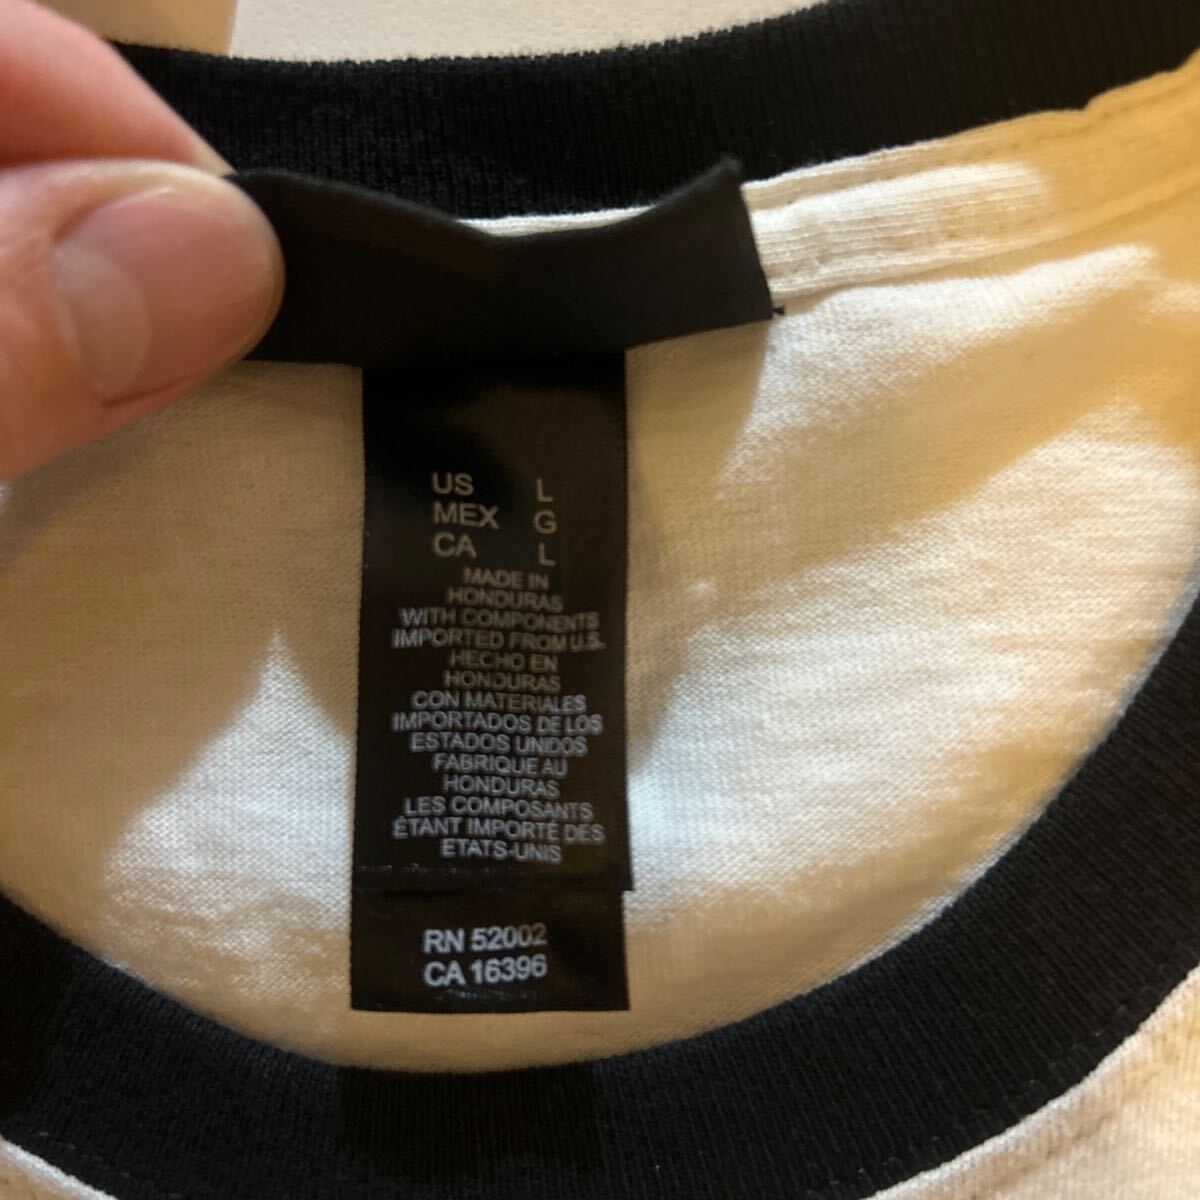 US L
MEX G
CA L
MADE IN
HONDURAS
WITH COMPONENTS
IMPORTED FROM U.S.
HECHO EN
HONDURAS
CON MATERIALES
IMPORTADOS DE LOS
ESTADOS UNIDOS
FABRIQUE AU
HONDURAS
LES COMPOSANTS
ÉTANT IMPORTÉ DES
ETATS-UNIS
RN 52002
CA 16396